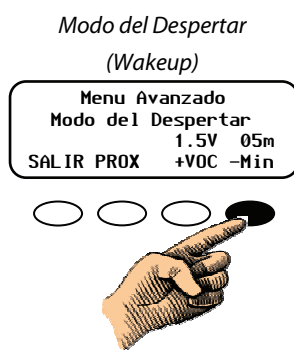 Modo del Despertar
(Wakeup)
Menu Avanzado
Modo del Despertar
1.5V 05m
SALIR PROX +VOC -Min